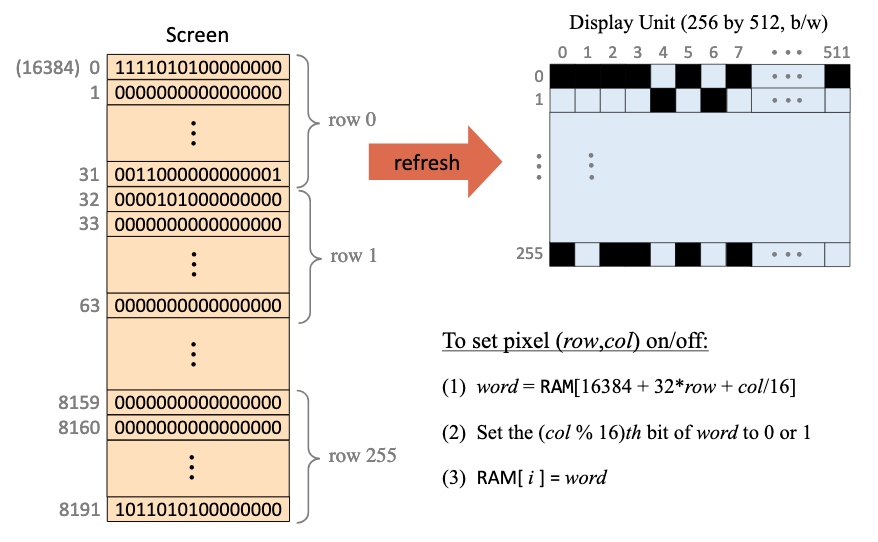 Screen
(16384) 0 1111010100000000
1 0000000000000000
⋮
31 0011000000000001
row 0
32 0000101000000000
33 0000000000000000
⋮
63 0000000000000000
row 1
⋮
8159 0000000000000000
8160 0000000000000000
⋮
8191 1011010100000000
row 255
refresh
Display Unit (256 by 512, b/w)
0 1 2 3 4 5 6 7 ••• 511
0 •••
1 •••
⋮ ⋮
255 •••
To set pixel (row,col) on/off:
(1) word = RAM[16384 + 32*row + col/16]
(2) Set the (col % 16)th bit of word to 0 or 1
(3) RAM[ i ] = word